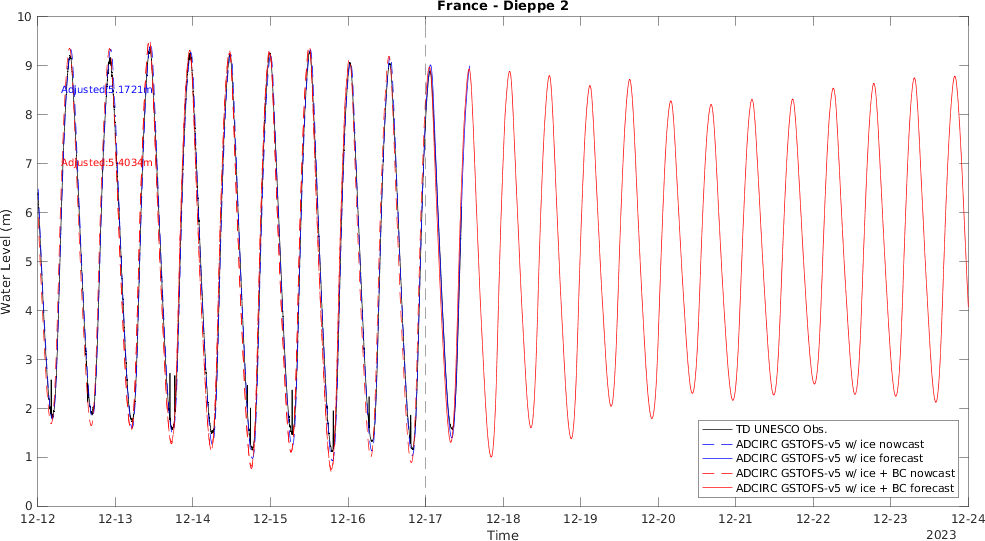 France - Dieppe 2
10
9
8
7
6
5
4
3
2
1
0
Water Level (m)
Adjusted:5.1721m
Adjusted:5.4034m
TD UNESCO Obs.
ADCIRC GSTOFS-v5 w/ ice nowcast
ADCIRC GSTOFS-v5 w/ ice forecast
ADCIRC GSTOFS-v5 w/ ice + BC nowcast
ADCIRC GSTOFS-v5 w/ ice + BC forecast
12-12 12-13 12-14 12-15 12-16 12-17 12-18 12-19 12-20 12-21 12-22 12-23 12-24
Time
2023